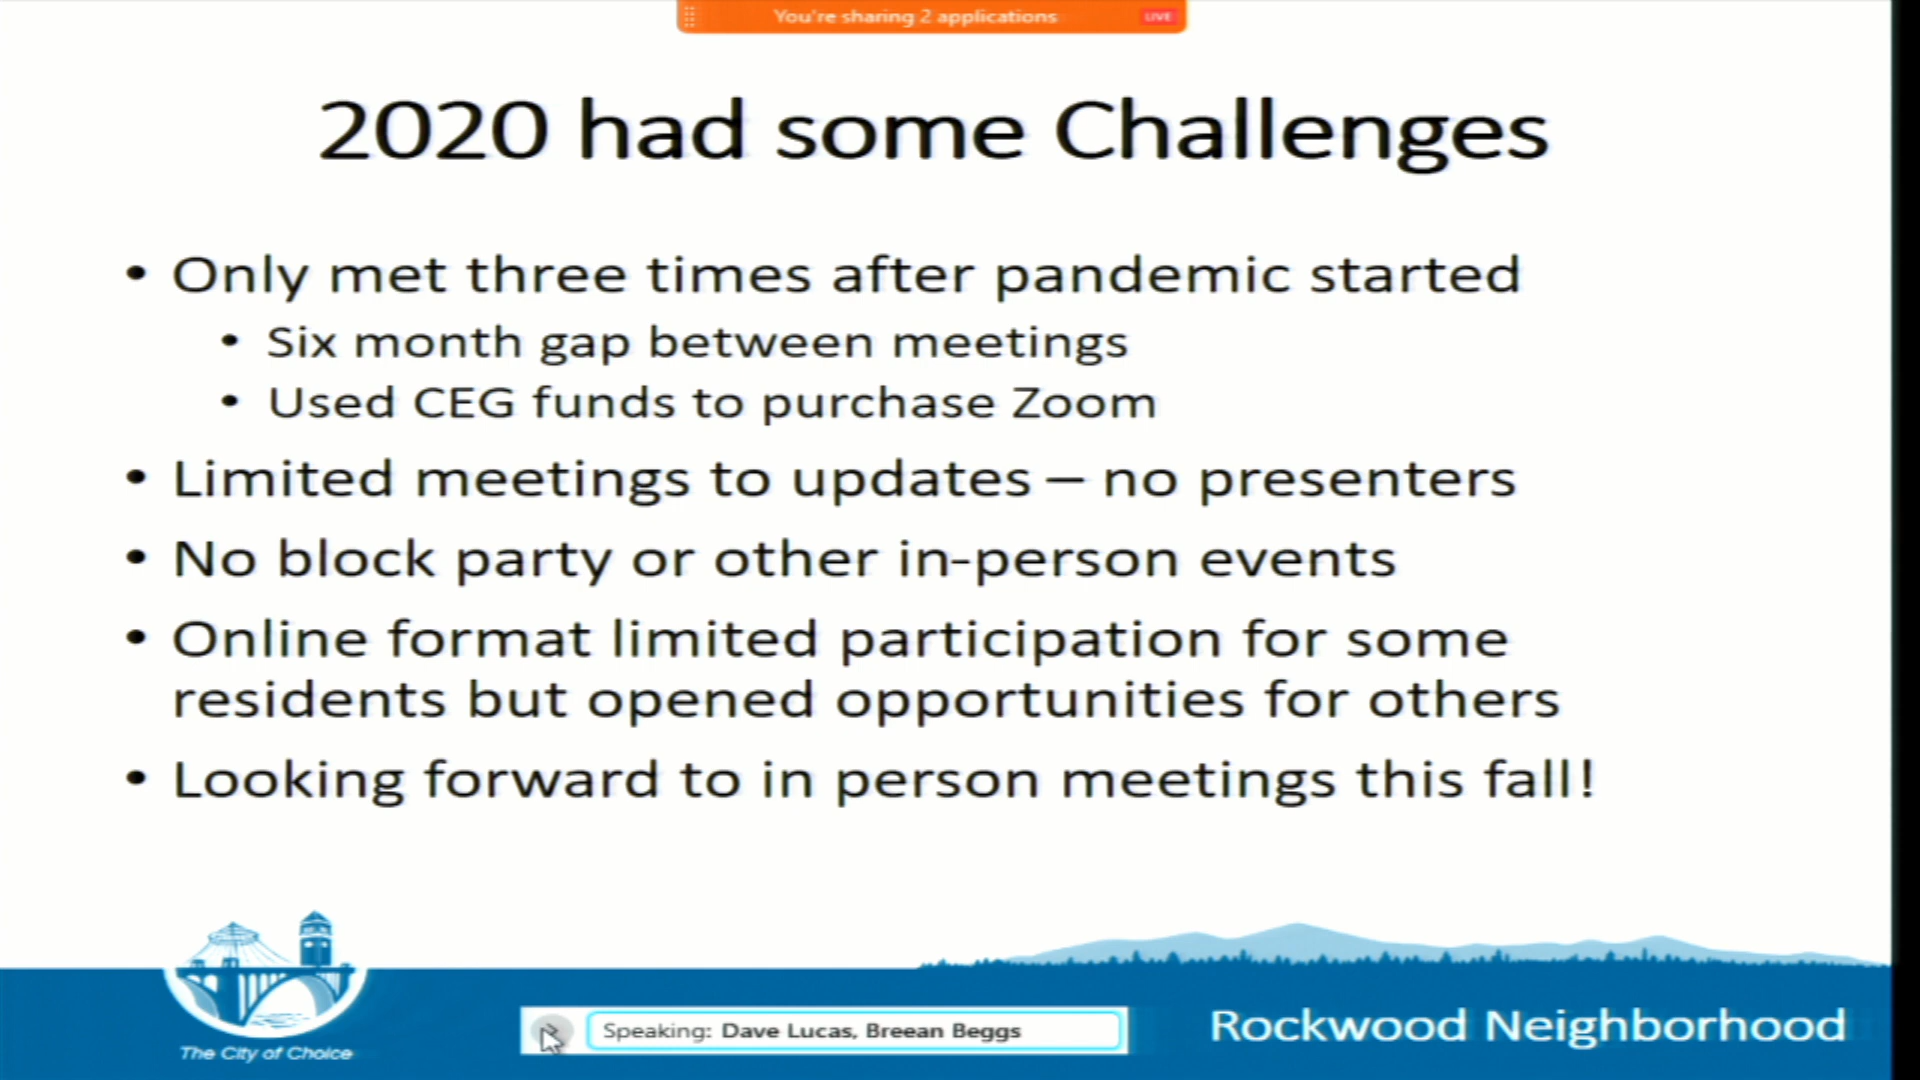 You're sharing 2 applications
LIVE
2020 had some Challenges
• Only met three times after pandemic started
• Six month gap between meetings
• Used CEG funds to purchase Zoom
• Limited meetings to updates – no presenters
• No block party or other in-person events
• Online format limited participation for some
residents but opened opportunities for others
• Looking forward to in person meetings this fall!
The City of Choice
Speaking: Dave Lucas, Breean Beggs
Rockwood Neighborhood